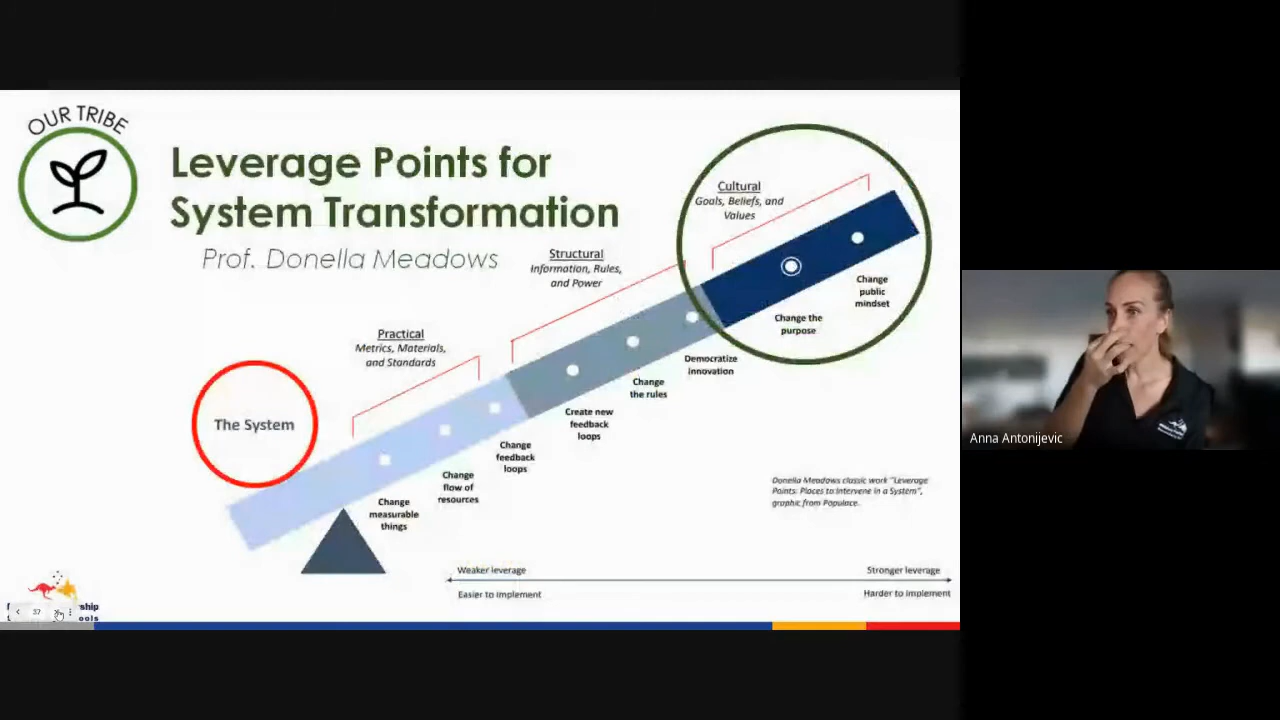 OUR TRIBE
Leverage Points for
System Transformation
Prof. Donella Meadows
Cultural
Goals, Beliefs, and
Values
Structural
Information, Rules,
and Power
Practical
Metrics, Materials,
and Standards
The System
Change
public
mindset
Change the
purpose
Democratize
innovation
Change
the rules
Create new
feedback
loops
Change
feedback
loops
Change
flow of
resources
Change
measurable
things
Donella Meadows classic work "Leverage
Points: Places to Intervene in a System",
graphic from Populace.
Weaker leverage
Stronger leverage
Easier to implement
Harder to implement
37
Anna Antonijevic